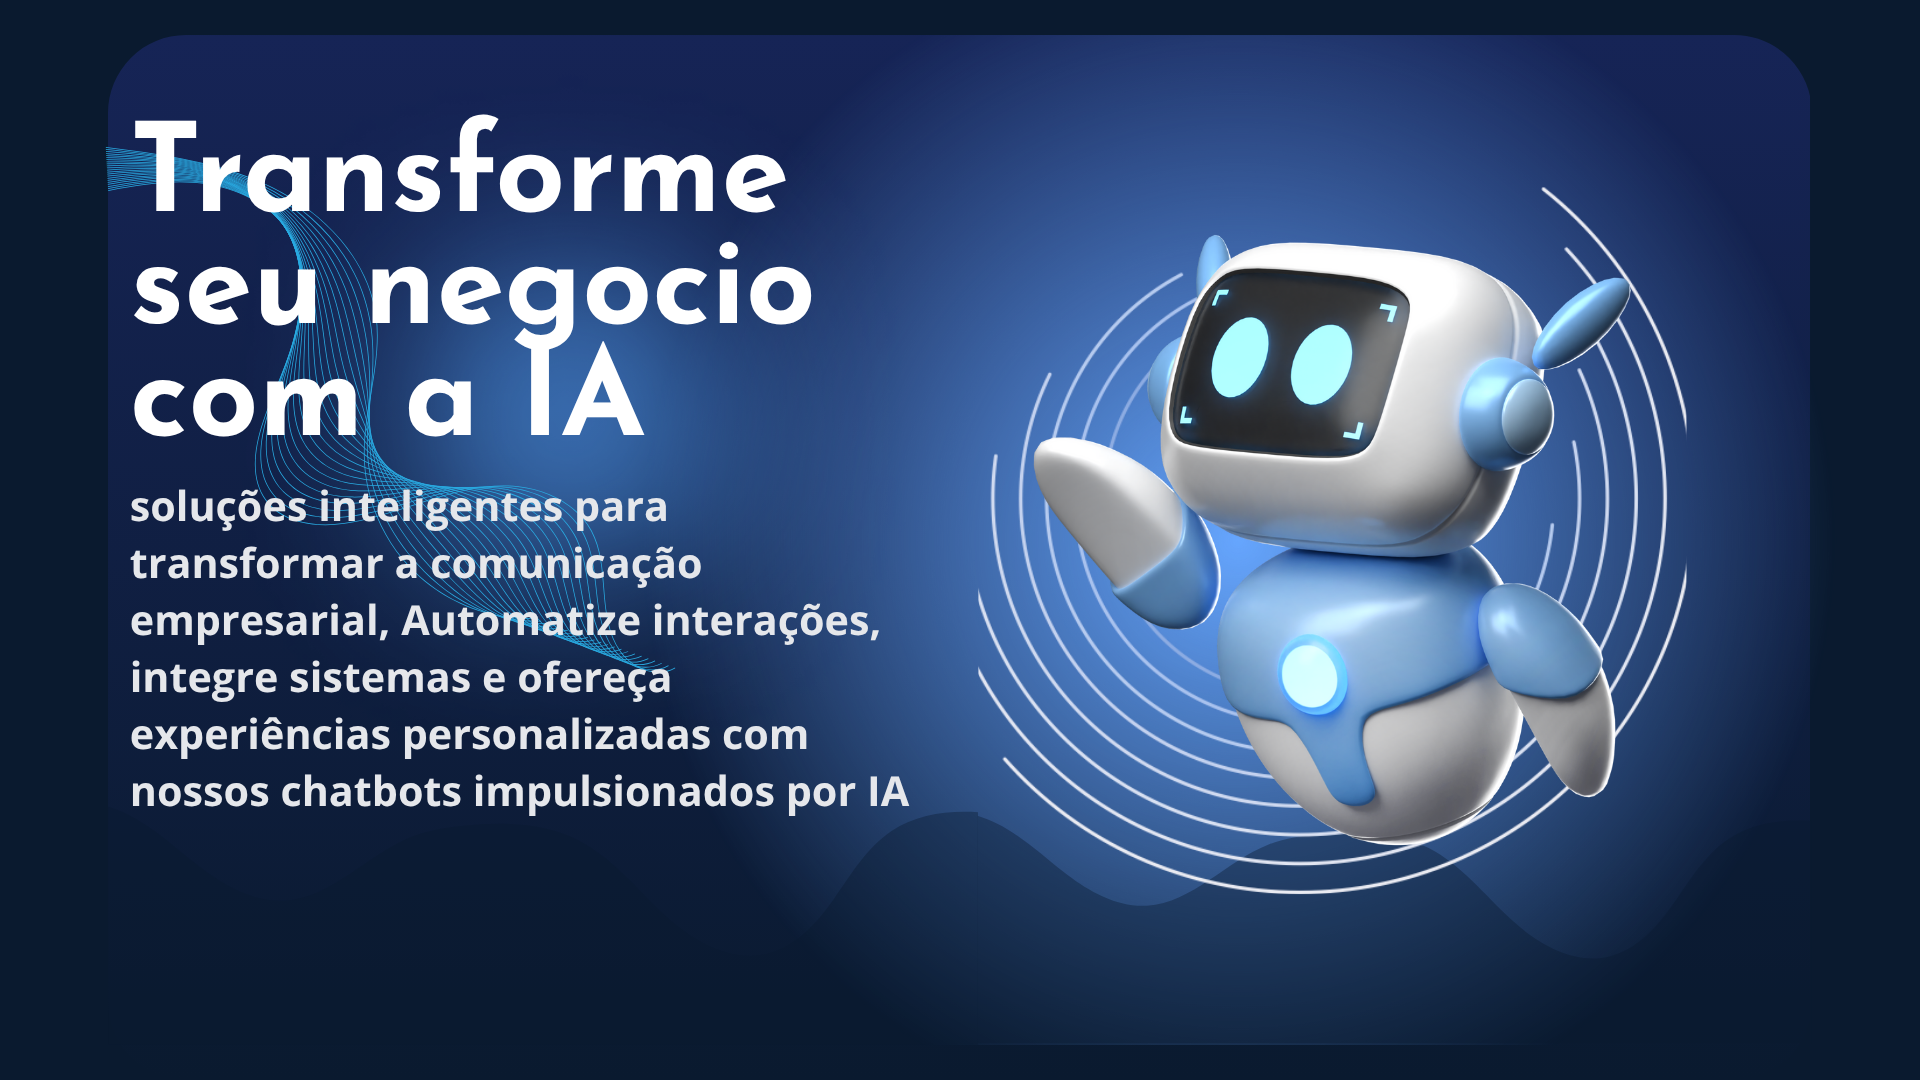 Transforme
seu negocio
com a IA
soluções inteligentes para
transformar a comunicação
empresarial, Automatize interações,
integre sistemas e ofereça
experiências personalizadas com
nossos chatbots impulsionados por IA